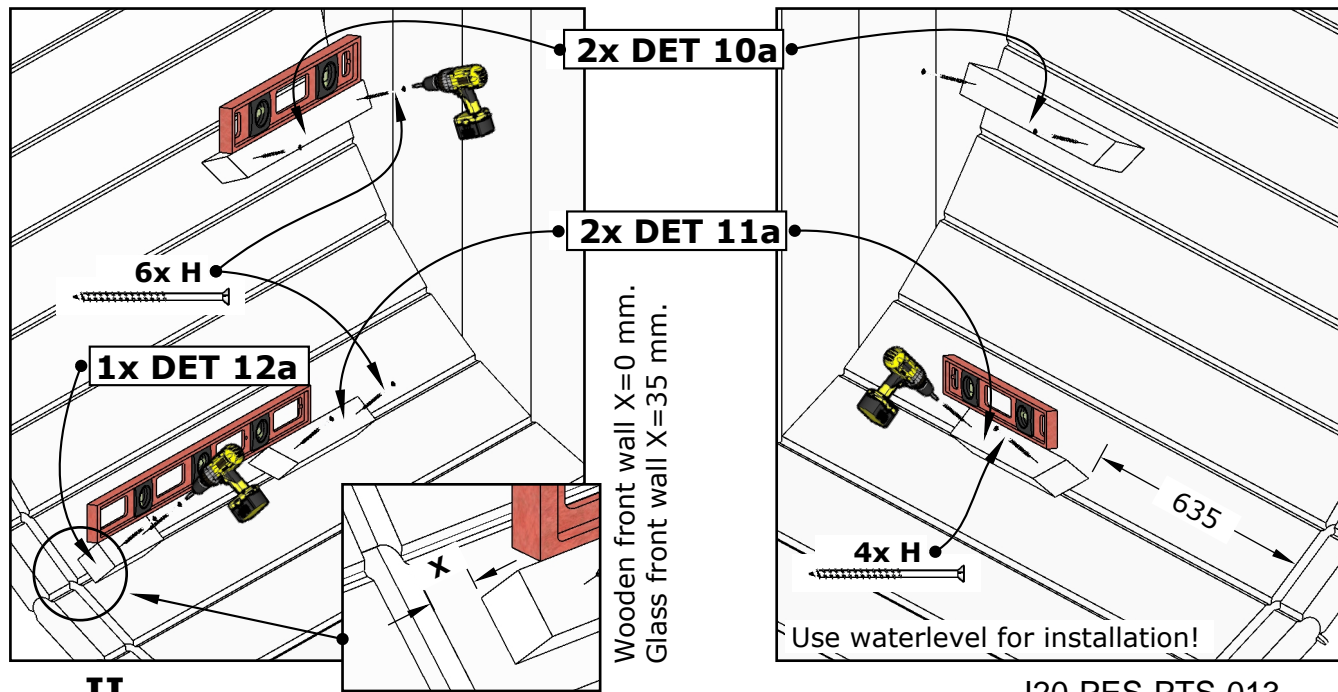 2x DET 10a
2x DET 11a
6x H
1x DET 12a
X
Wooden front wall X=0 mm.
Glass front wall X=35 mm.
635
4x H
Use waterlevel for installation!